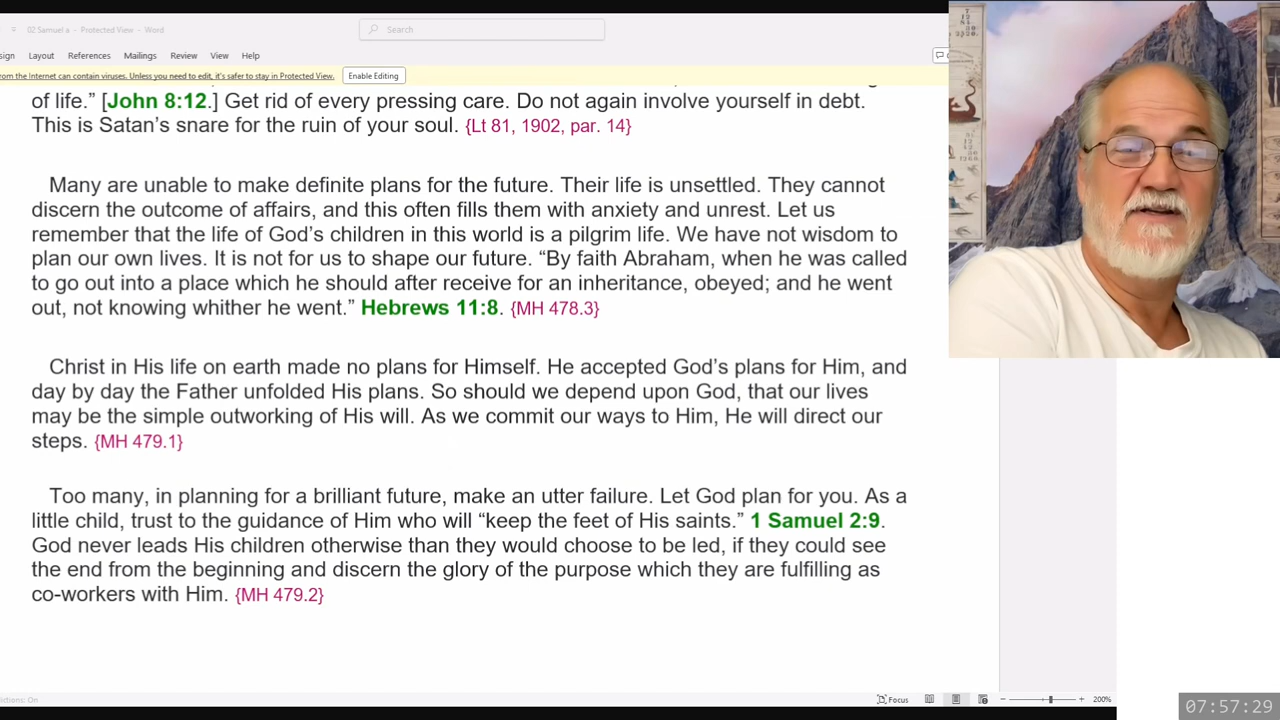 02 Samuel a - Protected View - Word
Search
sign Layout References Mailings Review View Help
from the Internet can contain viruses. Unless you need to edit, it's safer to stay in Protected View. Enable Editing
of life.” [John 8:12.] Get rid of every pressing care. Do not again involve yourself in debt.
This is Satan’s snare for the ruin of your soul. {Lt 81, 1902, par. 14}
Many are unable to make definite plans for the future. Their life is unsettled. They cannot
discern the outcome of affairs, and this often fills them with anxiety and unrest. Let us
remember that the life of God’s children in this world is a pilgrim life. We have not wisdom to
plan our own lives. It is not for us to shape our future. “By faith Abraham, when he was called
to go out into a place which he should after receive for an inheritance, obeyed; and he went
out, not knowing whither he went.” Hebrews 11:8. {MH 478.3}
Christ in His life on earth made no plans for Himself. He accepted God’s plans for Him, and
day by day the Father unfolded His plans. So should we depend upon God, that our lives
may be the simple outworking of His will. As we commit our ways to Him, He will direct our
steps. {MH 479.1}
Too many, in planning for a brilliant future, make an utter failure. Let God plan for you. As a
little child, trust to the guidance of Him who will “keep the feet of His saints.” 1 Samuel 2:9.
God never leads His children otherwise than they would choose to be led, if they could see
the end from the beginning and discern the glory of the purpose which they are fulfilling as
co-workers with Him. {MH 479.2}
ictions: On
Focus
200%
07:57:29